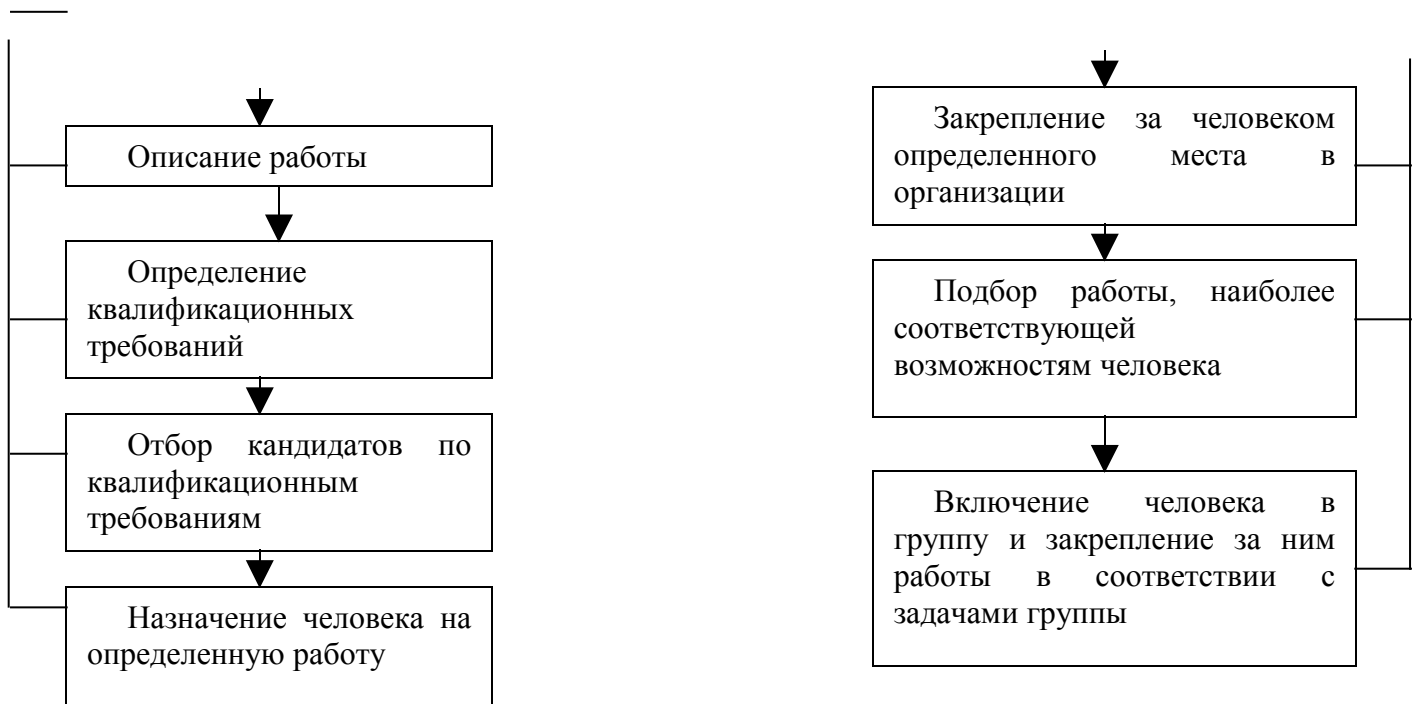 Описание работы
Определение
квалификационных
требований
Отбор кандидатов по
квалификационным
требованиям
Назначение человека на
определенную работу
Закрепление за человеком
определенного места в
организации
Подбор работы, наиболее
соответствующей
возможностям человека
Включение человека в
группу и закрепление за ним
работы в соответствии с
задачами группы